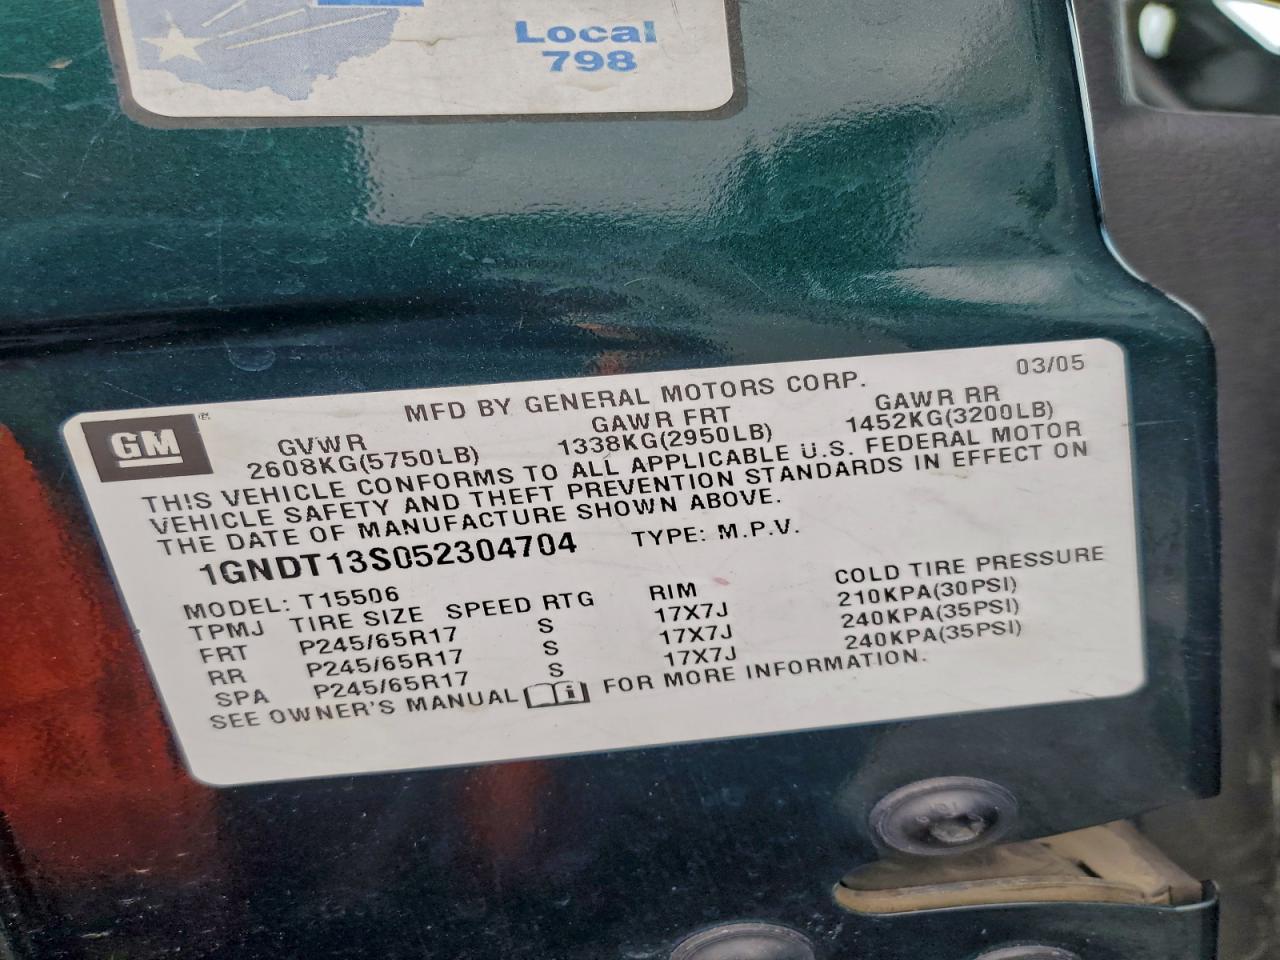 Local
798
03/05
MFD BY GENERAL MOTORS CORP.
GM
GVWR GAWR FRT GAWR RR
2608KG(5750LB) 1338KG(2950LB) 1452KG(3200LB)
THIS VEHICLE CONFORMS TO ALL APPLICABLE U.S. FEDERAL MOTOR
VEHICLE SAFETY AND THEFT PREVENTION STANDARDS IN EFFECT ON
THE DATE OF MANUFACTURE SHOWN ABOVE.
1GNDT13S052304704 TYPE: M.P.V.
MODEL: T15506
TPMJ TIRE SIZE SPEED RTG RIM COLD TIRE PRESSURE
FRT P245/65R17 S 17X7J 210KPA(30PSI)
RR P245/65R17 S 17X7J 240KPA(35PSI)
SPA P245/65R17 S 17X7J 240KPA(35PSI)
SEE OWNER'S MANUAL i FOR MORE INFORMATION.